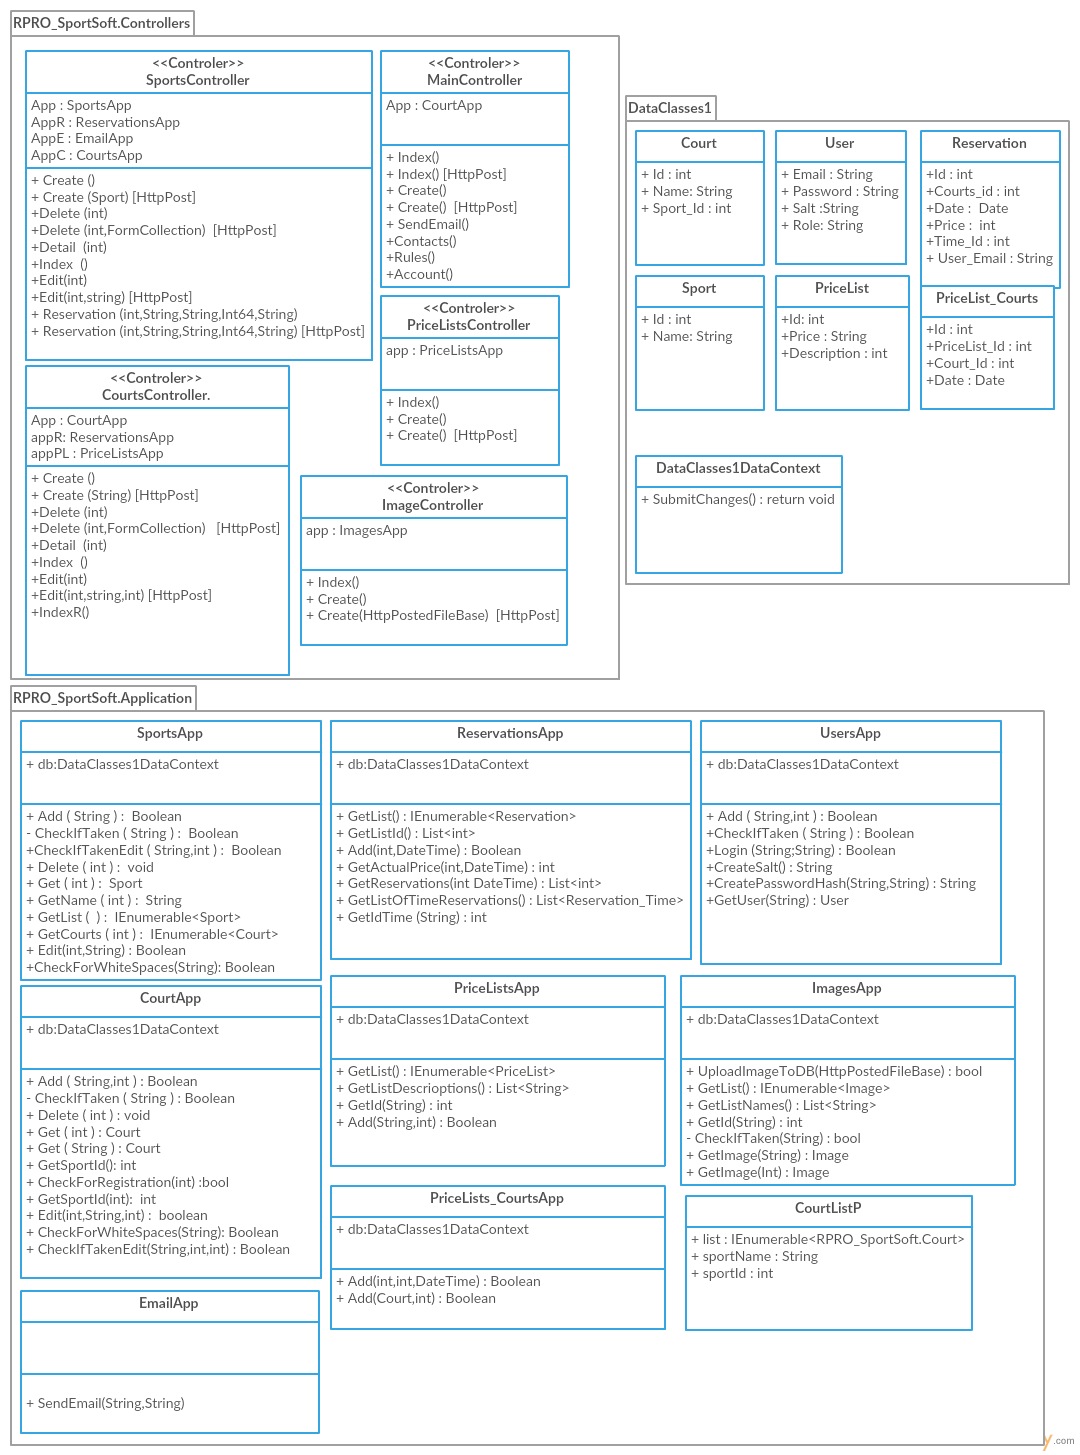 RPRO_SportSoft.Controllers
<<Controler>>
SportsController
App : SportsApp
AppR : ReservationsApp
AppE : EmailApp
AppC : CourtsApp
+ Create ()
+ Create (Sport) [HttpPost]
+Delete (int)
+Delete (int,FormCollection)  [HttpPost]
+Detail  (int)
+Index  ()
+Edit(int)
+Edit(int,string) [HttpPost]
+ Reservation (int,String,String,Int64,String)
+ Reservation (int,String,String,Int64,String) [HttpPost]
<<Controler>>
MainController
App : CourtApp
+ Index()
+ Index() [HttpPost]
+ Create()
+ Create()  [HttpPost]
+ SendEmail()
+Contacts()
+Rules()
+Account()
<<Controler>>
PriceListsController
app : PriceListsApp
+ Index()
+ Create()
+ Create()  [HttpPost]
<<Controler>>
CourtsController.
App : CourtApp
appR: ReservationsApp
appPL : PriceListsApp
+ Create ()
+ Create (String) [HttpPost]
+Delete (int)
+Delete (int,FormCollection)   [HttpPost]
+Detail  (int)
+Index  ()
+Edit(int)
+Edit(int,string,int) [HttpPost]
+IndexR()
<<Controler>>
ImageController
app : ImagesApp
+ Index()
+ Create()
+ Create(HttpPostedFileBase)  [HttpPost]
DataClasses1
Court
+ Id : int
+ Name: String
+ Sport_Id : int
User
+ Email : String
+ Password : String
+ Salt :String
+ Role: String
Reservation
+Id : int
+Courts_id : int
+Date :  Date
+Price :  int
+Time_Id : int
+ User_Email : String
Sport
+ Id : int
+ Name: String
PriceList
+Id: int
+Price : String
+Description : int
PriceList_Courts
+Id : int
+PriceList_Id : int
+Court_Id : int
+Date : Date
DataClasses1DataContext
+ SubmitChanges() : return void
RPRO_SportSoft.Application
SportsApp
+ db:DataClasses1DataContext
+ Add ( String ) :  Boolean
- CheckIfTaken ( String ) :  Boolean
+CheckIfTakenEdit ( String,int ) :  Boolean
+ Delete ( int ) :  void
+ Get ( int ) :  Sport
+ GetName ( int ) :  String
+ GetList (  ) :  IEnumerable<Sport>
+ GetCourts ( int ) :  IEnumerable<Court>
+ Edit(int,String) : Boolean
+CheckForWhiteSpaces(String): Boolean
ReservationsApp
+ db:DataClasses1DataContext
+ GetList() : IEnumerable<Reservation>
+ GetListId() : List<int>
+ Add(int,DateTime) : Boolean
+ GetActualPrice(int,DateTime) : int
+ GetReservations(int DateTime) : List<int>
+ GetListOfTimeReservations() : List<Reservation_Time>
+ GetIdTime (String) : int
UsersApp
+ db:DataClasses1DataContext
+ Add ( String,int ) : Boolean
+CheckIfTaken ( String ) : Boolean
+Login (String;String) : Boolean
+CreateSalt() : String
+CreatePasswordHash(String,String) : String
+GetUser(String) : User
CourtApp
+ db:DataClasses1DataContext
+ Add ( String,int ) : Boolean
- CheckIfTaken ( String ) : Boolean
+ Delete ( int ) : void
+ Get ( int ) : Court
+ Get ( String ) : Court
+ GetSportId(): int
+ CheckForRegistration(int) :bool
+ GetSportId(int):  int
+ Edit(int,String,int) :  boolean
+ CheckForWhiteSpaces(String): Boolean
+ CheckIfTakenEdit(String,int,int) : Boolean
PriceListsApp
+ db:DataClasses1DataContext
+ GetList() : IEnumerable<PriceList>
+ GetListDescrioptions() : List<String>
+ GetId(String) : int
+ Add(String,int) : Boolean
ImagesApp
+ db:DataClasses1DataContext
+ UploadImageToDB(HttpPostedFileBase) : bool
+ GetList() : IEnumerable<Image>
+ GetListNames() : List<String>
+ GetId(String) : int
- CheckIfTaken(String) : bool
+ GetImage(String) : Image
+ GetImage(Int) : Image
PriceLists_CourtsApp
+ db:DataClasses1DataContext
+ Add(int,int,DateTime) : Boolean
+ Add(Court,int) : Boolean
CourtListP
+ list : IEnumerable<RPRO_SportSoft.Court>
+ sportName : String
+ sportId : int
EmailApp
+ SendEmail(String,String)
y.com